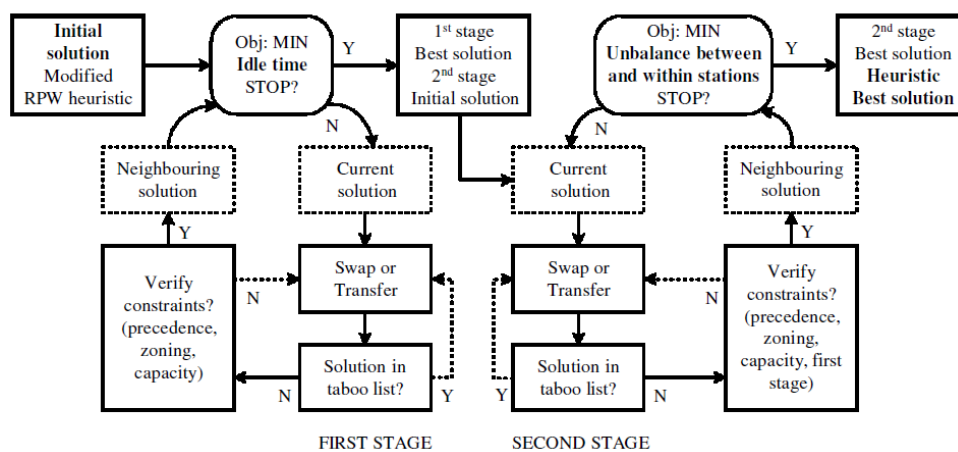 Initial
solution
Modified
RPW heuristic
Obj: MIN
Idle time
STOP?
Y
N
1st stage
Best solution
2nd stage
Initial solution
Obj: MIN
Unbalance between
and within stations
STOP?
Y
N
2nd stage
Best solution
Heuristic
Best solution
Neighbouring
solution
Current
solution
Current
solution
Neighbouring
solution
Y
Y
Verify
constraints?
(precedence,
zoning,
capacity)
N
Swap or
Transfer
Swap or
Transfer
N
Verify
constraints?
(precedence,
zoning,
capacity, first
stage)
Solution in
taboo list?
N
Y
Solution in
taboo list?
Y
N
FIRST STAGE
SECOND STAGE